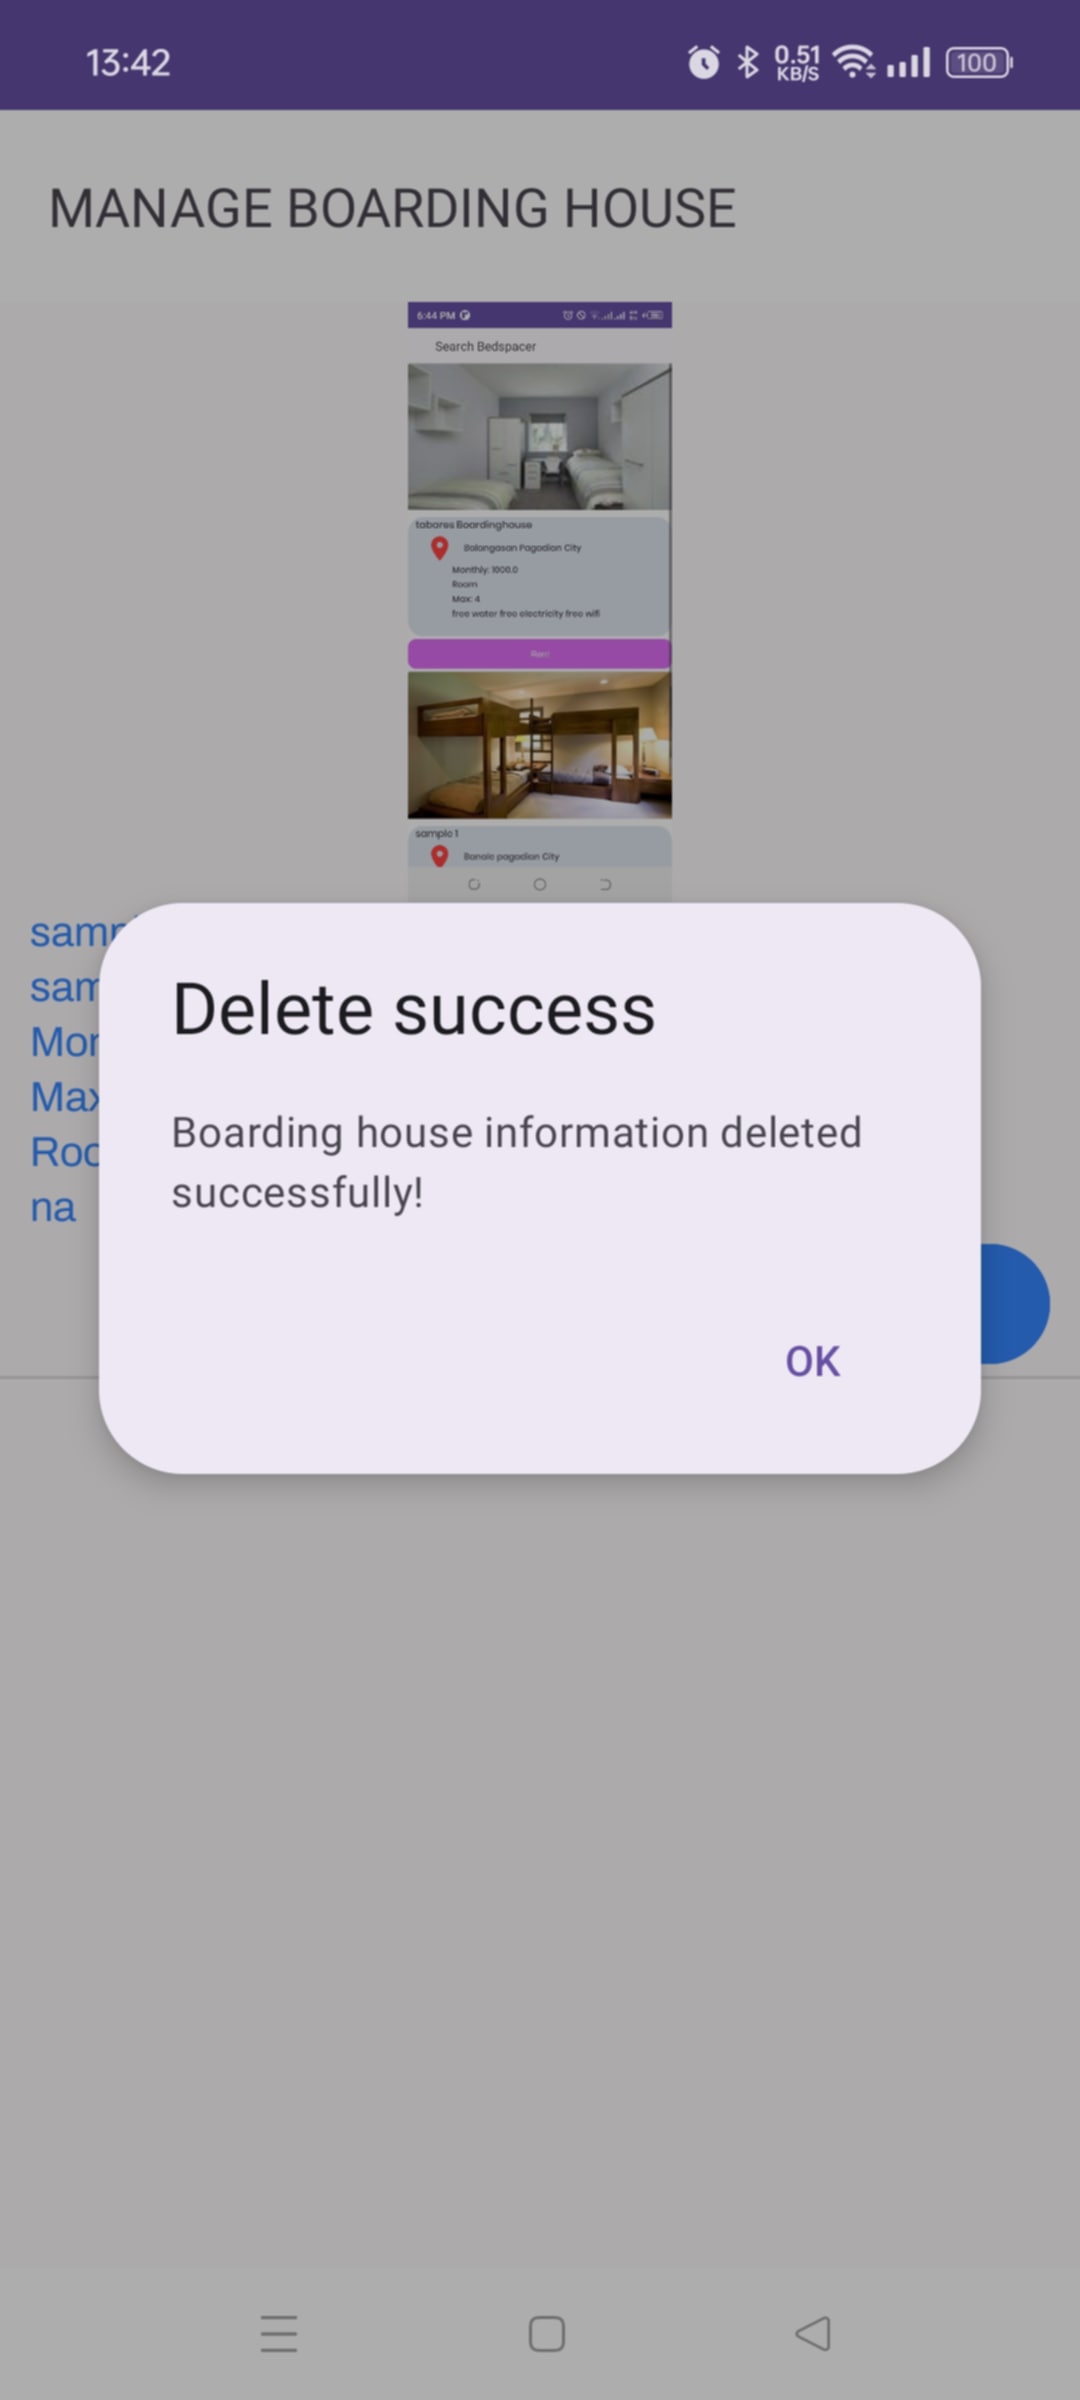 13:42
0.51
KB/S
100
MANAGE BOARDING HOUSE
6:44 PM
Search Bedspacer
tabares Boardinghouse
Balangasan Pagadian City
Monthly: 1000.0
Room
Max: 4
free water free electricity free wifi
Rent
sample 1
Banale pagadian City
sam
Mon
Max
Roo
na
Delete success
Boarding house information deleted
successfully!
OK